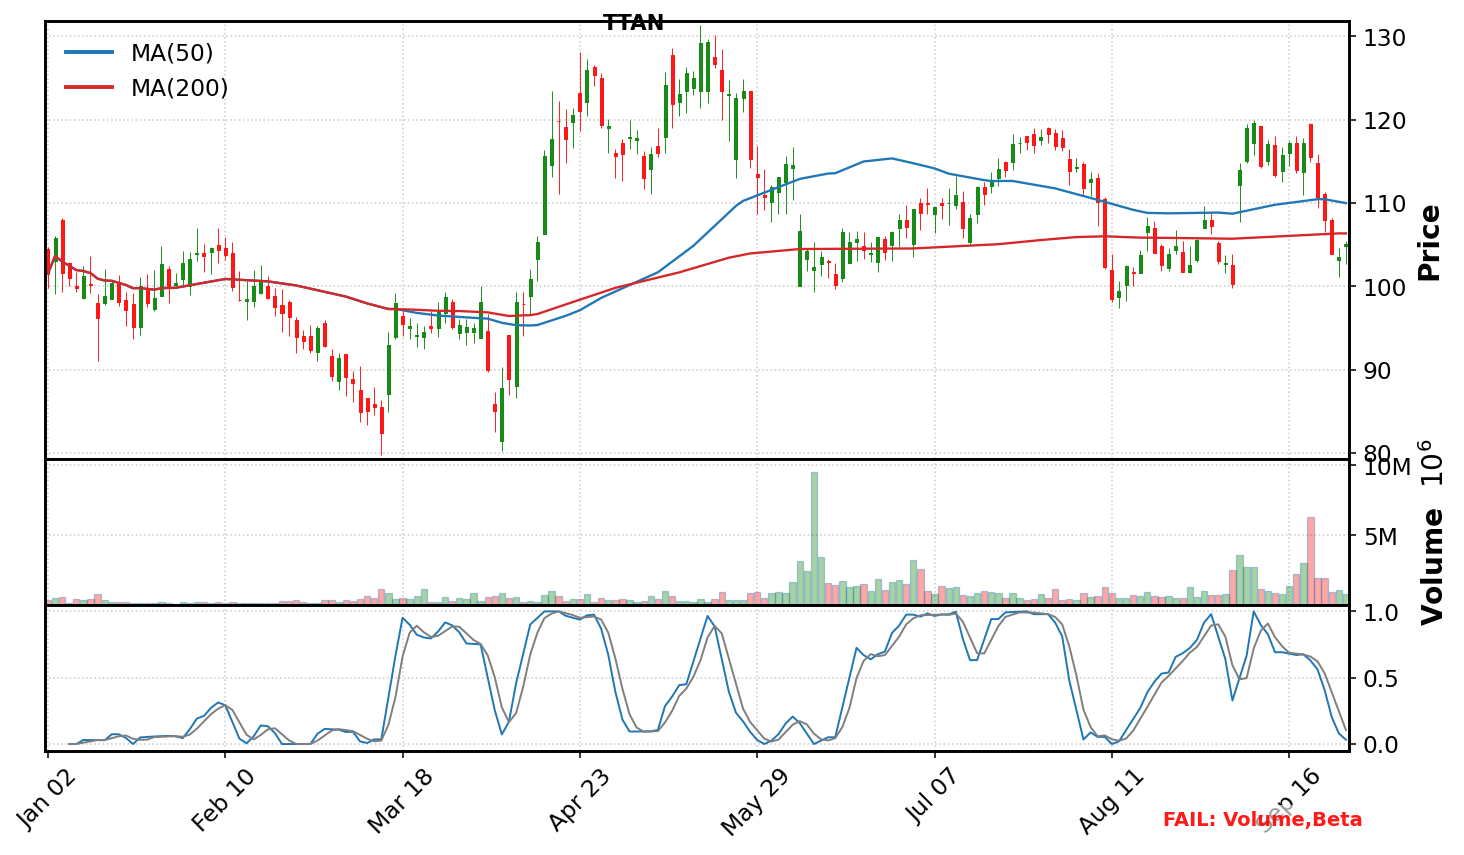 TTAN
MA(50)
MA(200)
130
120
110
100
90
80
Price
10M
5M
Volume 10^6
1.0
0.5
0.0
Jan 02
Feb 10
Mar 18
Apr 23
May 29
Jul 07
Aug 11
Sep 16
FAIL: Volume,Beta